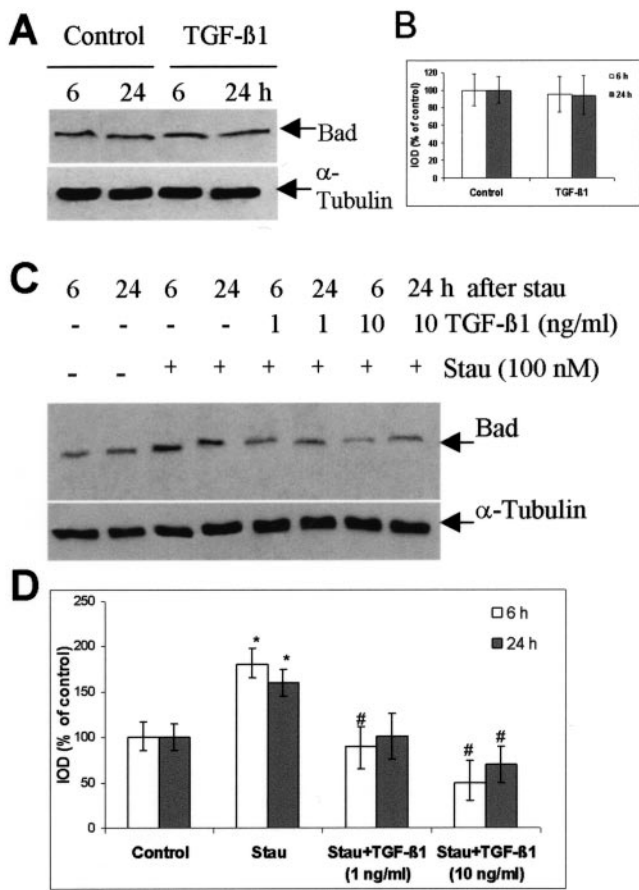 A
Control TGF-ß1
6 24 6 24 h
Bad
α-
Tubulin
B
IOD (% of control)
120
100
80
60
40
20
0
6 h
24 h
Control TGF-ß1
C
6 24 6 24 6 24 6 24 h after stau
- - - - 1 1 10 10 TGF-ß1 (ng/ml)
- - + + + + + + Stau (100 nM)
Bad
α-Tubulin
D
IOD (% of control)
250
200
150
100
50
0
6 h
24 h
* *
#
# #
Control Stau Stau+TGF-ß1 Stau+TGF-ß1
(1 ng/ml) (10 ng/ml)